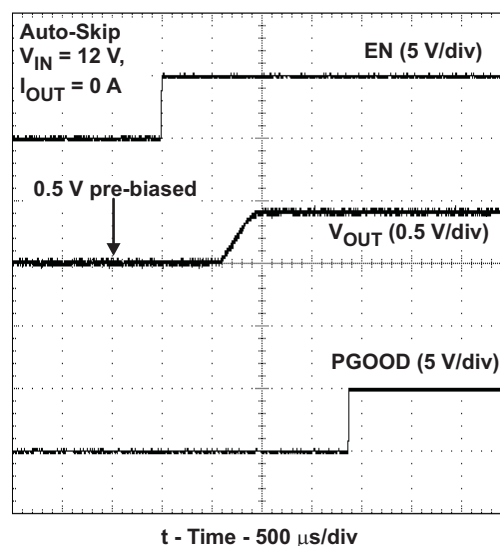 Auto-Skip
V_IN = 12 V,
I_OUT = 0 A
EN (5 V/div)
0.5 V pre-biased
V_OUT (0.5 V/div)
PGOOD (5 V/div)
t - Time - 500 μs/div